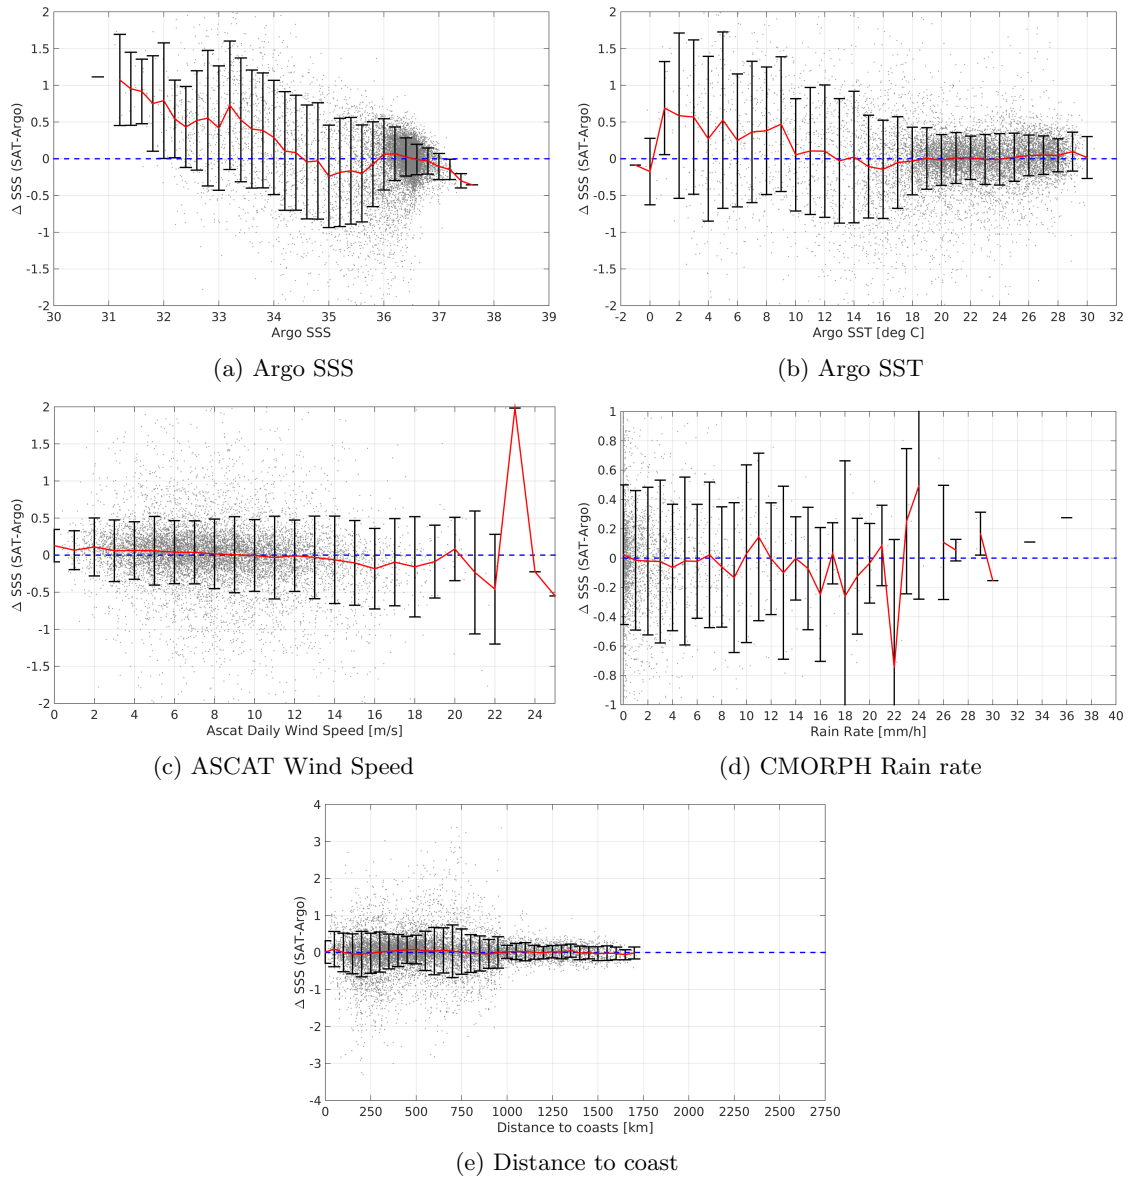 2
1.5
1
0.5
0
-0.5
-1
-1.5
-2
Δ SSS (SAT-Argo)
30 31 32 33 34 35 36 37 38 39
Argo SSS
(a) Argo SSS
2
1.5
1
0.5
0
-0.5
-1
-1.5
-2
Δ SSS (SAT-Argo)
-2 0 2 4 6 8 10 12 14 16 18 20 22 24 26 28 30 32
Argo SST [deg C]
(b) Argo SST
2
1.5
1
0.5
0
-0.5
-1
-1.5
-2
Δ SSS (SAT-Argo)
0 2 4 6 8 10 12 14 16 18 20 22 24
Ascat Daily Wind Speed [m/s]
(c) ASCAT Wind Speed
1
0.8
0.6
0.4
0.2
0
-0.2
-0.4
-0.6
-0.8
-1
Δ SSS (SAT-Argo)
0 2 4 6 8 10 12 14 16 18 20 22 24 26 28 30 32 34 36 38 40
Rain Rate [mm/h]
(d) CMORPH Rain rate
4
3
2
1
0
-1
-2
-3
-4
Δ SSS (SAT-Argo)
0 250 500 750 1000 1250 1500 1750 2000 2250 2500 2750
Distance to coasts [km]
(e) Distance to coast